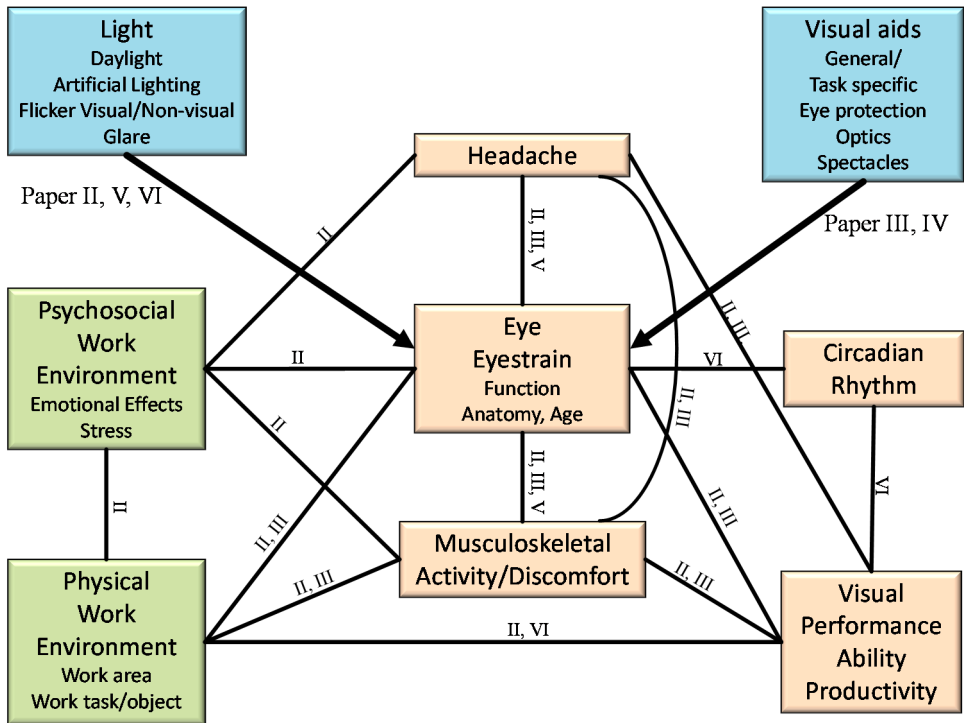 Light
Daylight
Artificial Lighting
Flicker Visual/Non-visual
Glare
Visual aids
General/
Task specific
Eye protection
Optics
Spectacles
Headache
Paper II, V, VI
Paper III, IV
II
II, III, V
II, III,
Psychosocial
Work
Environment
Emotional Effects
Stress
II
Eye
Eyestrain
Function
Anatomy, Age
VI
Circadian
Rhythm
II
II, III
II
II, III
II, III, V
II, III
VI
Musculoskeletal
Activity/Discomfort
II, III
II, III
Physical
Work
Environment
Work area
Work task/object
II, VI
Visual
Performance
Ability
Productivity